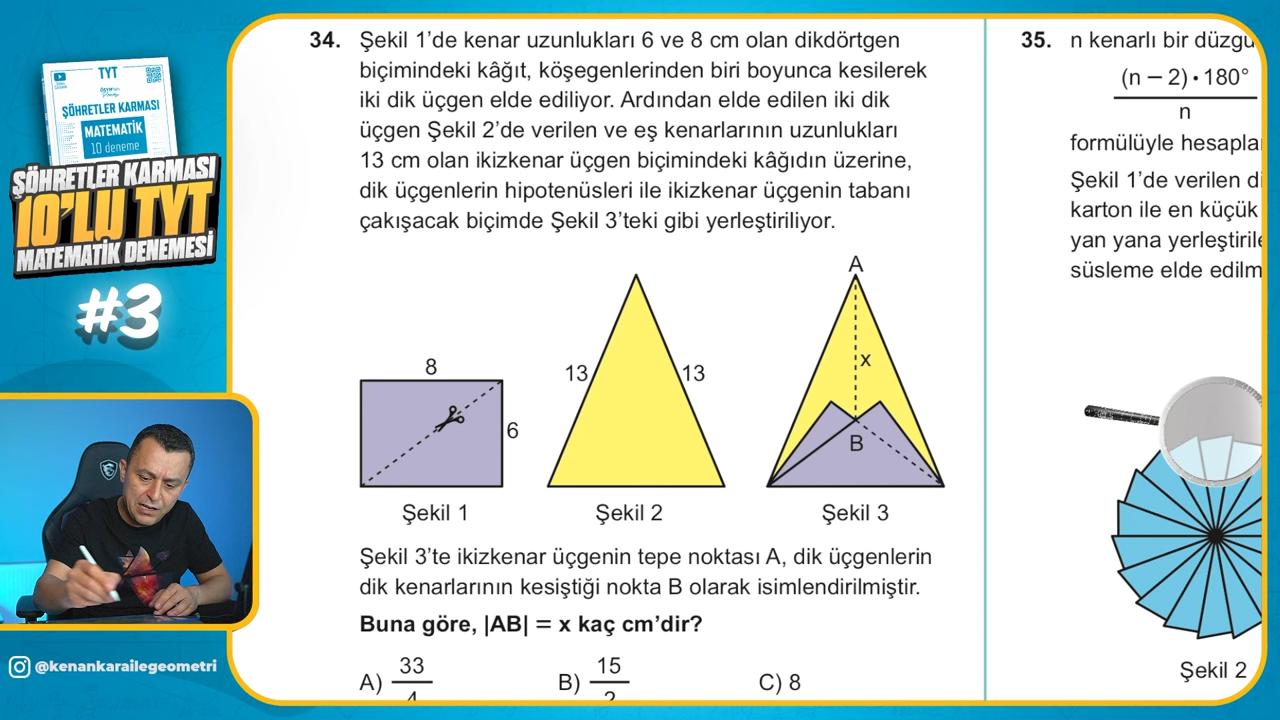 TYT
ŞÖHRETLER KARMASI
MATEMATİK
10 deneme
ŞÖHRETLER KARMASI
10'LU TYT
MATEMATİK DENEMESİ
#3
@kenankarailegeometri
34. Şekil 1'de kenar uzunlukları 6 ve 8 cm olan dikdörtgen
biçimindeki kâğıt, köşegenlerinden biri boyunca kesilerek
iki dik üçgen elde ediliyor. Ardından elde edilen iki dik
üçgen Şekil 2'de verilen ve eş kenarlarının uzunlukları
13 cm olan ikizkenar üçgen biçimindeki kâğıdın üzerine,
dik üçgenlerin hipotenüsleri ile ikizkenar üçgenin tabanı
çakışacak biçimde Şekil 3'teki gibi yerleştiriliyor.
8
6
Şekil 1
13
13
Şekil 2
A
x
B
Şekil 3
Şekil 3'te ikizkenar üçgenin tepe noktası A, dik üçgenlerin
dik kenarlarının kesiştiği nokta B olarak isimlendirilmiştir.
Buna göre, |AB| = x kaç cm'dir?
A) 33/4 B) 15/2 C) 8
35. n kenarlı bir düzgü
(n – 2) • 180°
n
formülüyle hesapla
Şekil 1'de verilen di
karton ile en küçük
yan yana yerleştirile
süsleme elde edilm
Şekil 2